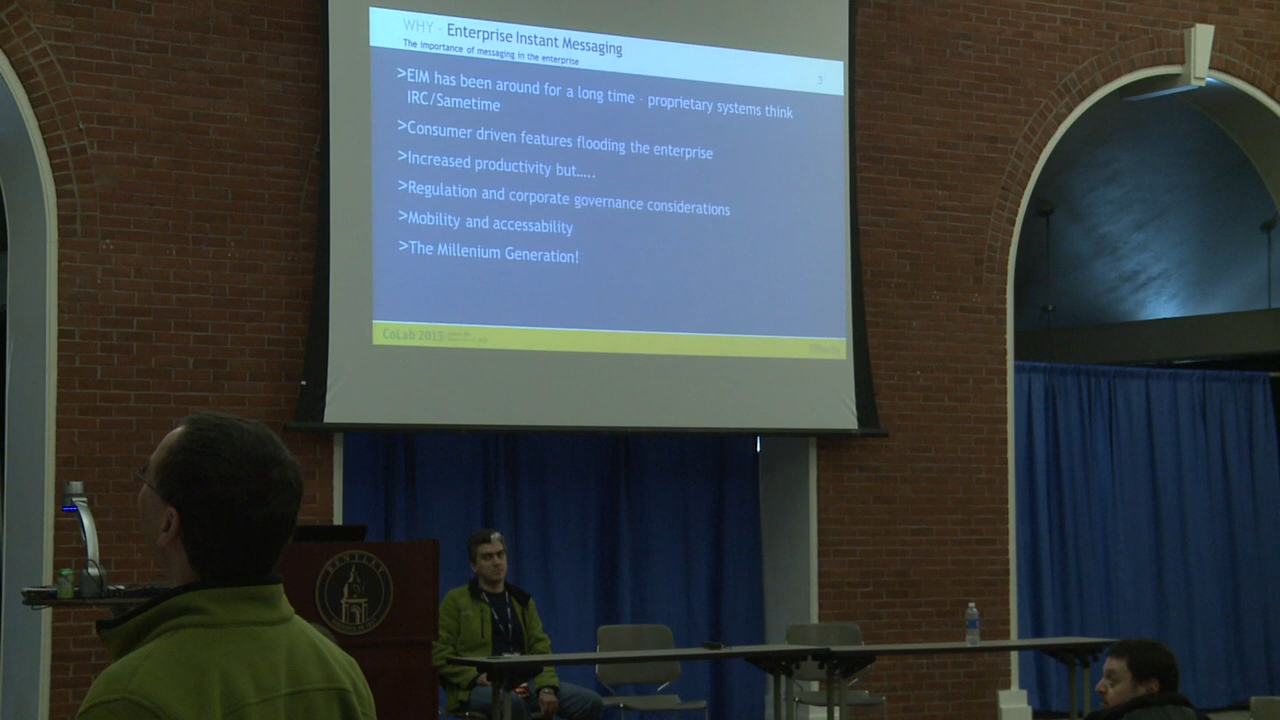 WHY - Enterprise Instant Messaging
The importance of messaging in the enterprise
3
>EIM has been around for a long time - proprietary systems think
IRC/Sametime
>Consumer driven features flooding the enterprise
>Increased productivity but.....
>Regulation and corporate governance considerations
>Mobility and accessability
>The Millenium Generation!
CoLab 2013
BENTLEY